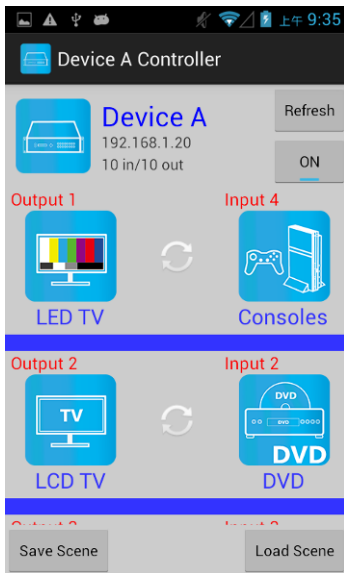 上午 9:35
Device A Controller
Device A
192.168.1.20
10 in/10 out
Refresh
ON
Output 1
Input 4
LED TV
Consoles
Output 2
Input 2
TV
DVD
DVD
DVD
LCD TV
DVD
Save Scene
Load Scene